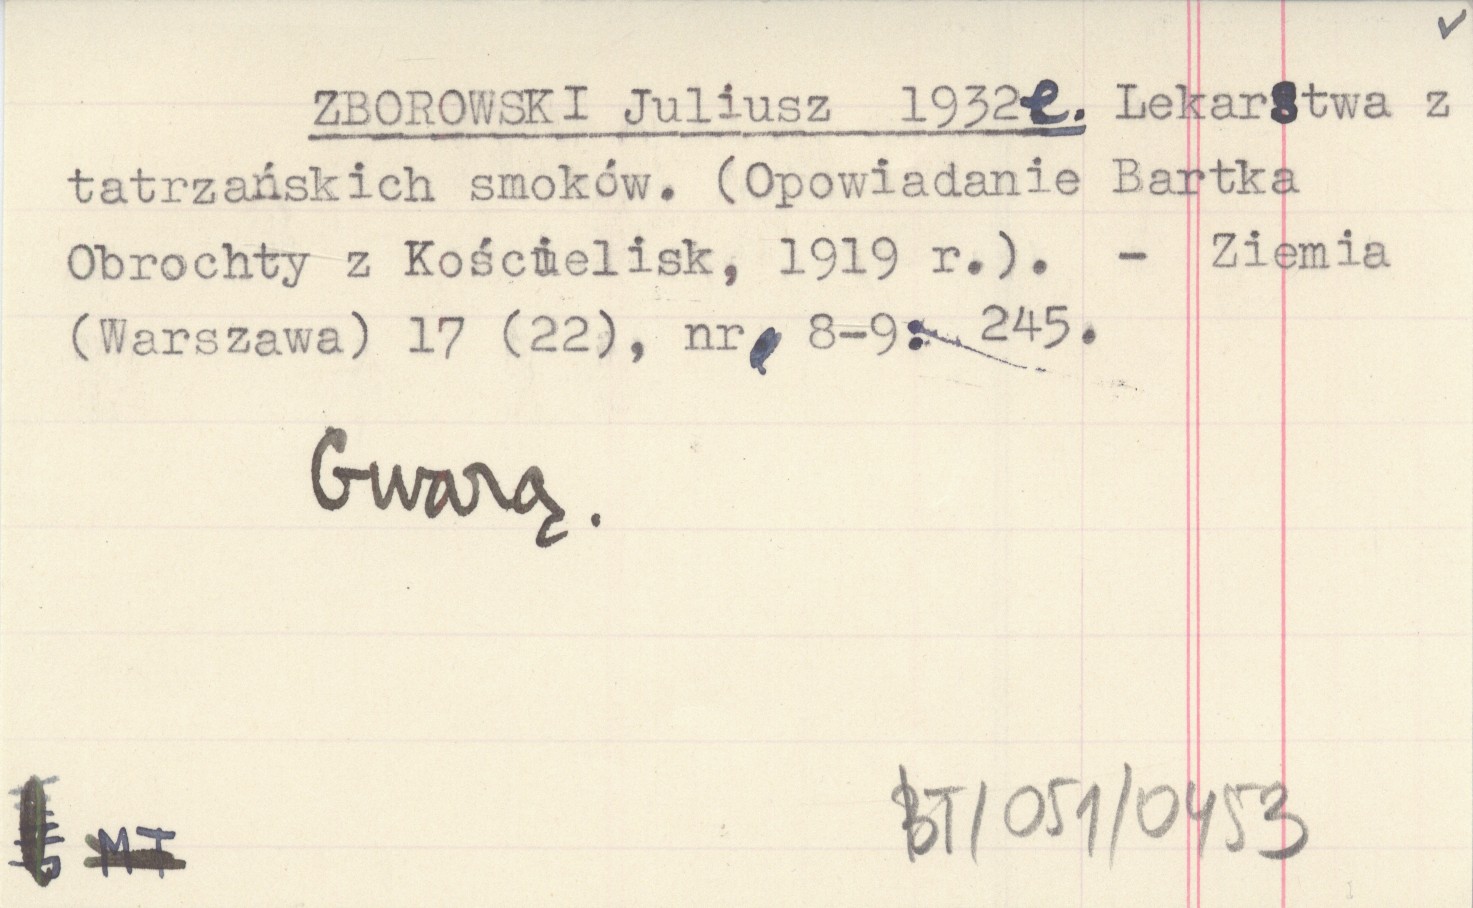 ZBOROWSKI Juliusz 1932e. Lekarstwa z
tatrzańskich smoków. (Opowiadanie Bartka
Obrochty z Kościelisk, 1919 r.). - Ziemia
(Warszawa) 17 (22), nr 8-9: 245.
Gwarą.
MT
BT/051/0453